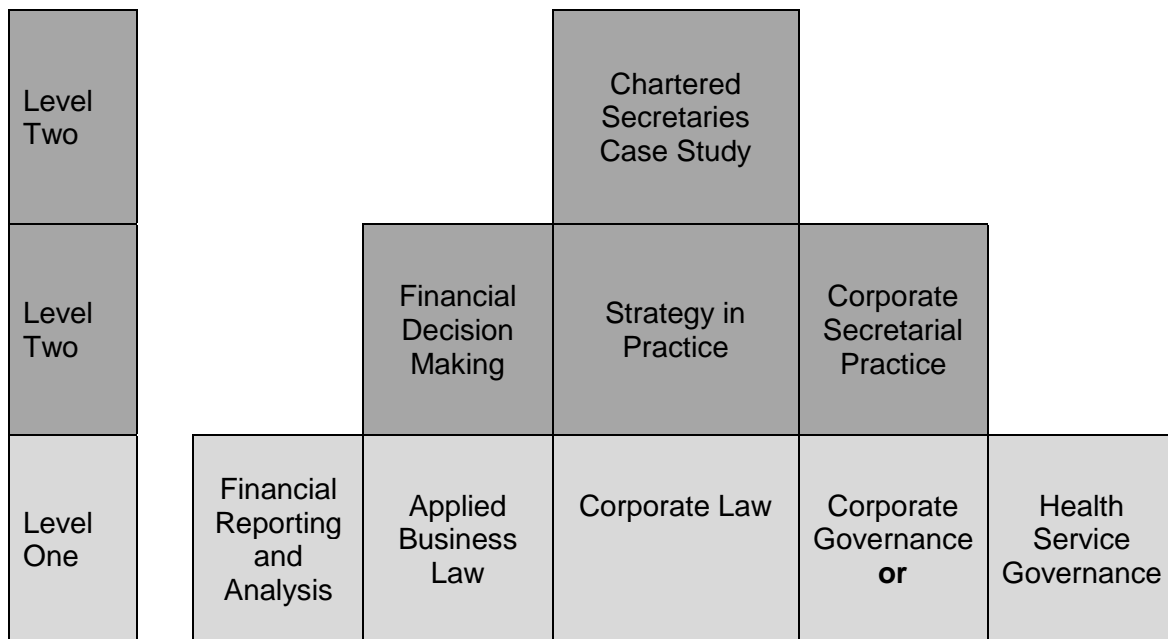 Level
Two
Chartered
Secretaries
Case Study
Level
Two
Financial
Decision
Making
Strategy in
Practice
Corporate
Secretarial
Practice
Level
One
Financial
Reporting
and
Analysis
Applied
Business
Law
Corporate Law
Corporate
Governance
or
Health
Service
Governance